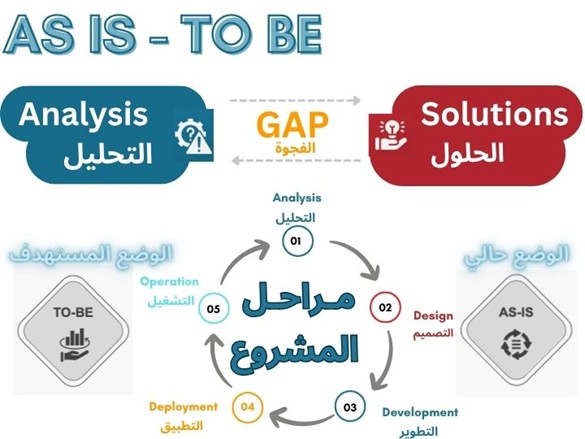 AS IS - TO BE
Analysis
التحليل
GAP
الفجوة
Solutions
الحلول
Analysis
التحليل
01
الوضع المستهدف
الوضع حالي
TO-BE
Operation
التشغيل
05
مراحل
المشروع
02
Design
التصميم
AS-IS
Deployment
التطبيق
04
03
Development
التطوير